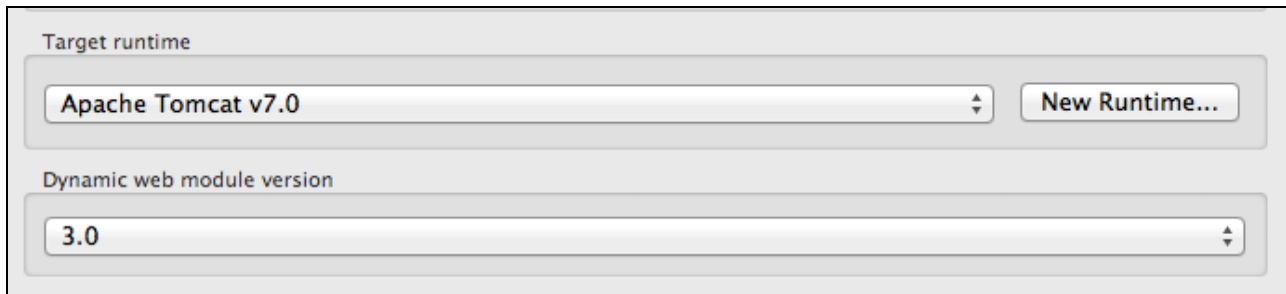 Target runtime
Apache Tomcat v7.0 New Runtime...
Dynamic web module version
3.0